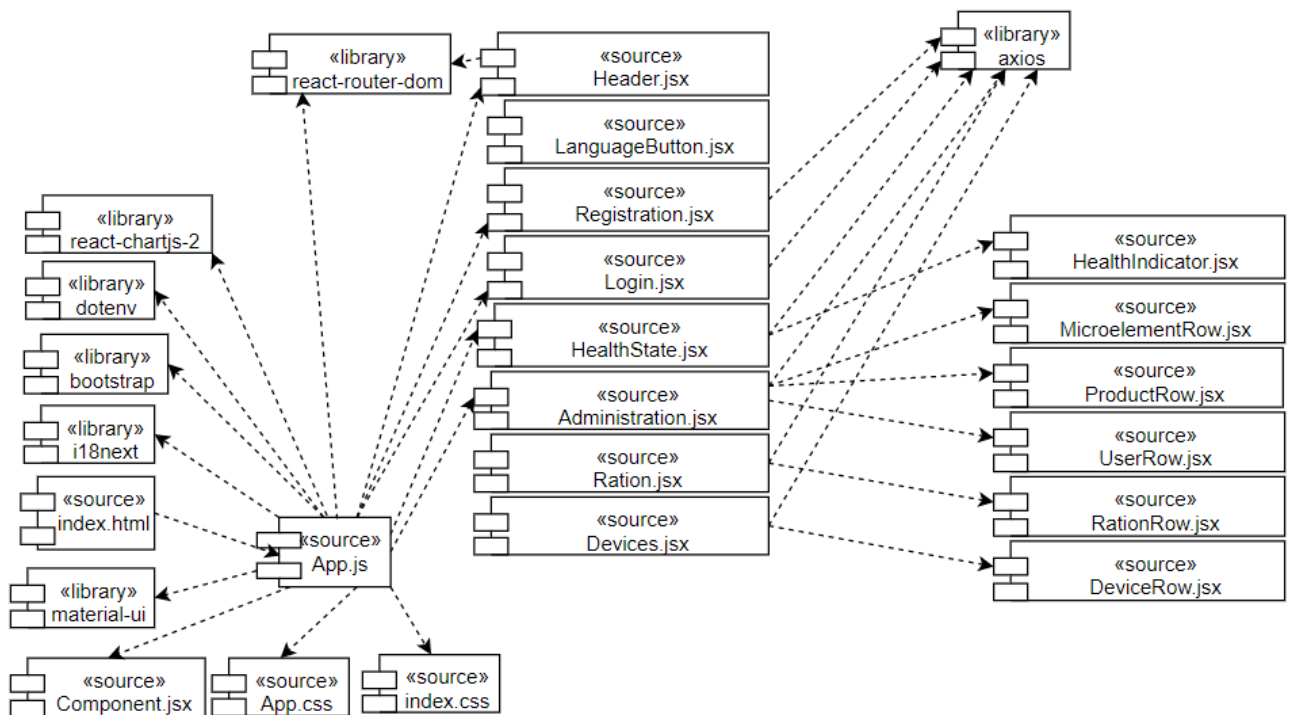 «library»
react-router-dom
«source»
Header.jsx
«library»
axios
«source»
LanguageButton.jsx
«source»
Registration.jsx
«library»
react-chartjs-2
«source»
Login.jsx
«source»
HealthIndicator.jsx
«library»
dotenv
«source»
HealthState.jsx
«source»
MicroelementRow.jsx
«library»
bootstrap
«source»
Administration.jsx
«source»
ProductRow.jsx
«library»
i18next
«source»
Ration.jsx
«source»
UserRow.jsx
«source»
index.html
«source»
App.js
«source»
Devices.jsx
«source»
RationRow.jsx
«library»
material-ui
«source»
DeviceRow.jsx
«source»
Component.jsx
«source»
App.css
«source»
index.css